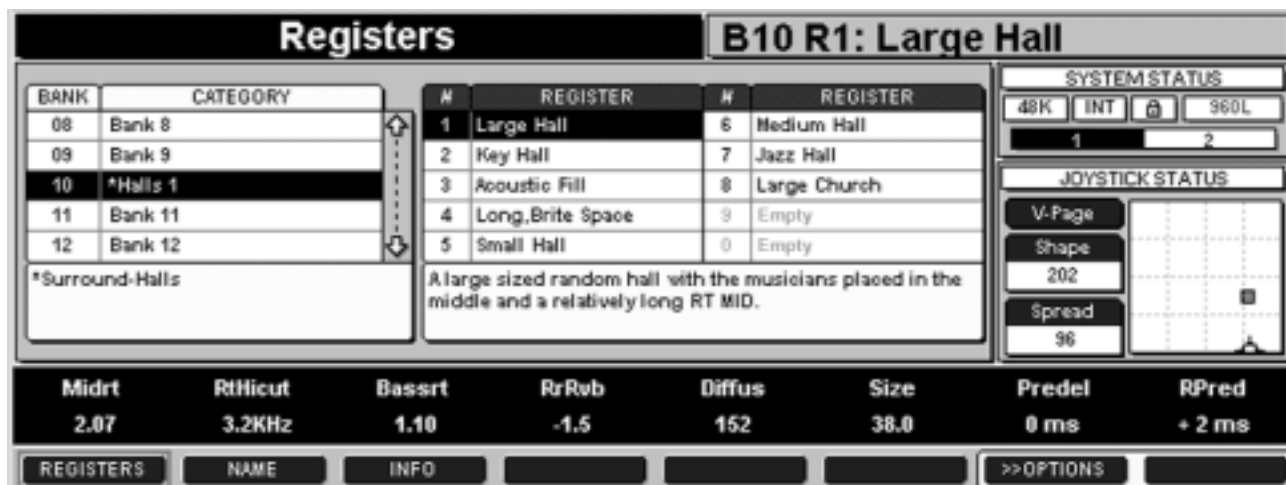 Registers
B10 R1: Large Hall
BANK CATEGORY
08 Bank 8
09 Bank 9
10 *Halls 1
11 Bank 11
12 Bank 12
*Surround-Halls
# REGISTER # REGISTER
1 Large Hall 6 Medium Hall
2 Key Hall 7 Jazz Hall
3 Acoustic Fill 8 Large Church
4 Long,Brite Space 9 Empty
5 Small Hall 0 Empty
A large sized random hall with the musicians placed in the
middle and a relatively long RT MID.
SYSTEM STATUS
48K INT 960L
1 2
JOYSTICK STATUS
V-Page
Shape
202
Spread
96
Midrt RtHicut Bassrt RrRvb Diffus Size Predel RPred
2.07 3.2KHz 1.10 -1.5 152 38.0 0 ms + 2 ms
REGISTERS NAME INFO >>OPTIONS